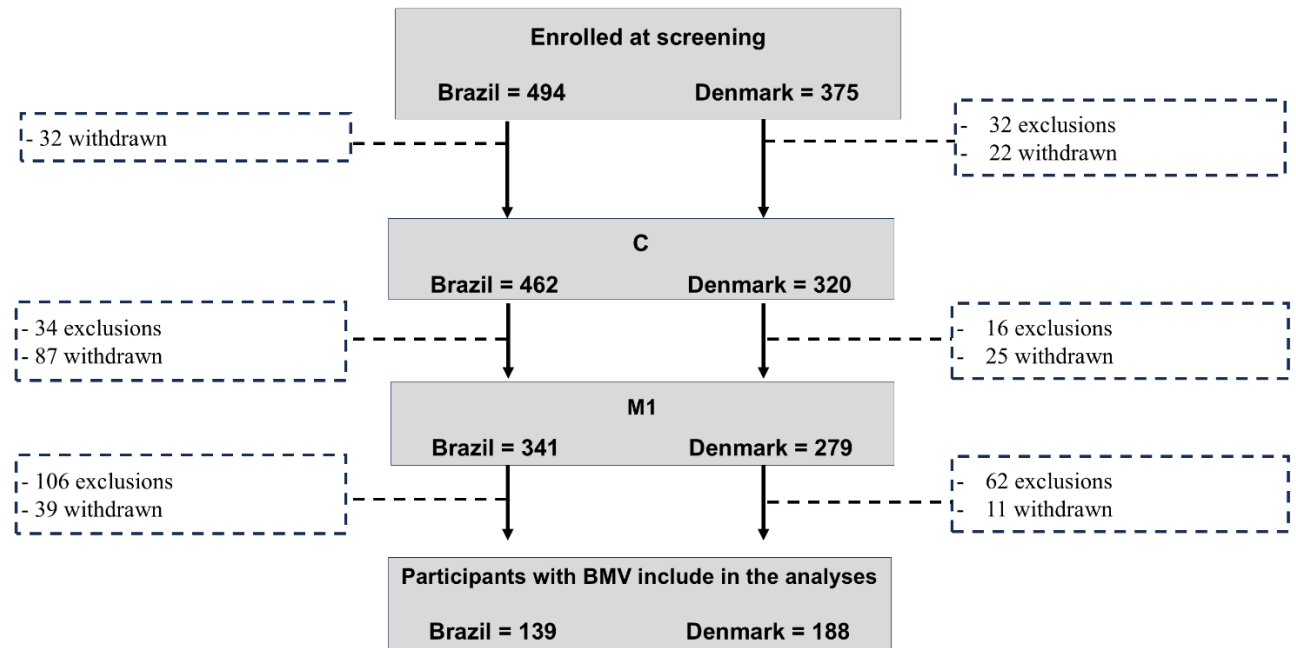 Enrolled at screening
Brazil = 494 Denmark = 375
- 32 withdrawn
- 32 exclusions
- 22 withdrawn
C
Brazil = 462 Denmark = 320
- 34 exclusions
- 87 withdrawn
- 16 exclusions
- 25 withdrawn
M1
Brazil = 341 Denmark = 279
- 106 exclusions
- 39 withdrawn
- 62 exclusions
- 11 withdrawn
Participants with BMV include in the analyses
Brazil = 139 Denmark = 188